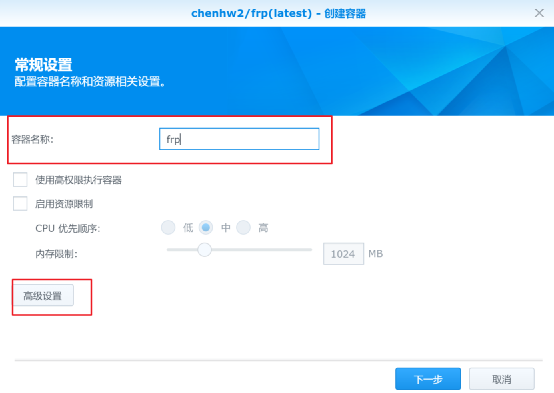 chenhw2/frp(latest) - 创建容器
常规设置
配置容器名称和资源相关设置。
容器名称: frp
使用高权限执行容器
启用资源限制
CPU 优先顺序: 低 中 高
内存限制: 1024 MB
高级设置
下一步 取消